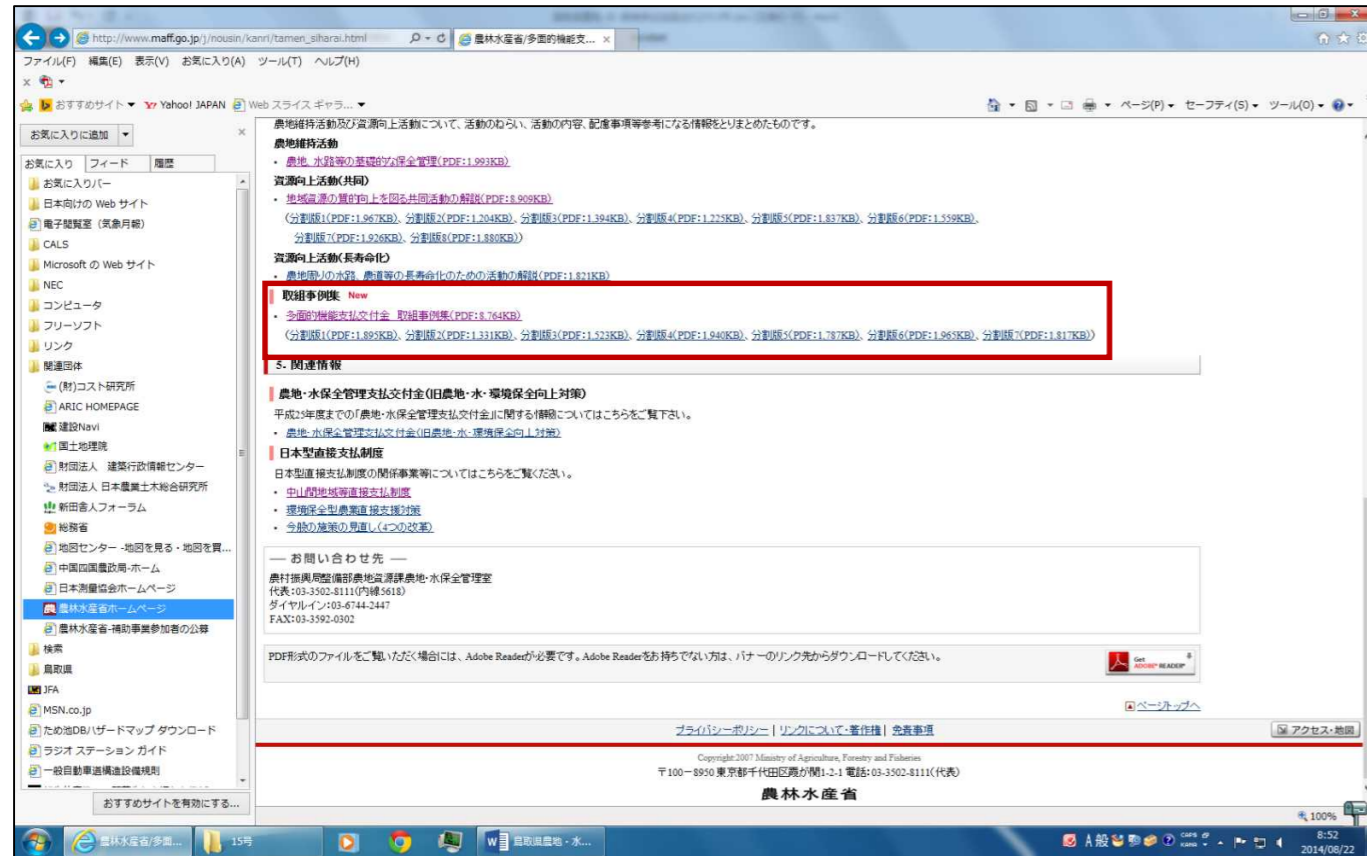 http://www.maff.go.jp/j/nousin/kanri/tamen_siharai.html
農林水産省/多面的機能支...
ファイル(F) 編集(E) 表示(V) お気に入り(A) ツール(T) ヘルプ(H)
おすすめサイト Yahoo! JAPAN Web スライス ギャラ...
ページ(P) セーフティ(S) ツール(O)
お気に入りに追加
お気に入り フィード 履歴
お気に入りバー
日本向けの Web サイト
電子閲覧室（気象月報）
CALS
Microsoft の Web サイト
NEC
コンピュータ
フリーソフト
リンク
関連団体
(財)コスト研究所
ARIC HOMEPAGE
建設Navi
国土地理院
財団法人 建築行政情報センター
財団法人 日本農業土木総合研究所
新田舎人フォーラム
総務省
地図センター -地図を見る・地図を買...
中国四国農政局-ホーム
日本測量協会ホームページ
農林水産省ホームページ
農林水産省-補助事業参加者の公募
検索
鳥取県
JFA
MSN.co.jp
ため池DBハザードマップ ダウンロード
ラジオ ステーション ガイド
一般自動車道構造設備規則
おすすめサイトを有効にする...
農地維持活動及び資源向上活動について、活動のねらい、活動の内容、配慮事項等参考になる情報をとりまとめたものです。
農地維持活動
・ 農地、水路等の基礎的な保全管理(PDF:1,993KB)
資源向上活動(共同)
・ 地域資源の質的向上を図る共同活動の解説(PDF:8,909KB)
(分割版1(PDF:1,967KB)、分割版2(PDF:1,204KB)、分割版3(PDF:1,394KB)、分割版4(PDF:1,225KB)、分割版5(PDF:1,837KB)、分割版6(PDF:1,559KB)、
分割版7(PDF:1,926KB)、分割版8(PDF:1,880KB))
資源向上活動(長寿命化)
・ 農地周りの水路、農道等の長寿命化のための活動の解説(PDF:1,821KB)
取組事例集 New
・ 多面的機能支払交付金 取組事例集(PDF:8,764KB)
(分割版1(PDF:1,895KB)、分割版2(PDF:1,331KB)、分割版3(PDF:1,523KB)、分割版4(PDF:1,940KB)、分割版5(PDF:1,787KB)、分割版6(PDF:1,965KB)、分割版7(PDF:1,817KB))
5. 関連情報
農地・水保全管理支払交付金(旧農地・水・環境保全向上対策)
平成25年度までの「農地・水保全管理支払交付金」に関する情報についてはこちらをご覧下さい。
・ 農地・水保全管理支払交付金(旧農地・水・環境保全向上対策)
日本型直接支払制度
日本型直接支払制度の関係事業等についてはこちらをご覧ください。
・ 中山間地域等直接支払制度
・ 環境保全型農業直接支援対策
・ 今般の施策の見直し(4つの改革)
― お問い合わせ先 ―
農村振興局整備部農地資源課農地・水保全管理室
代表:03-3502-8111(内線5618)
ダイヤルイン:03-6744-2447
FAX:03-3592-0302
PDF形式のファイルをご覧いただく場合には、Adobe Readerが必要です。Adobe Readerをお持ちでない方は、バナーのリンク先からダウンロードしてください。
Get ADOBE® READER®
ページトップへ
プライバシーポリシー | リンクについて・著作権 | 免責事項
アクセス・地図
Copyright:2007 Ministry of Agriculture, Forestry and Fisheries
〒100－8950 東京都千代田区霞が関1-2-1 電話:03-3502-8111(代表)
農林水産省
100%
農林水産省/多面...
15号
鳥取県農地・水...
A 般
CAPS
KANA
8:52
2014/08/22